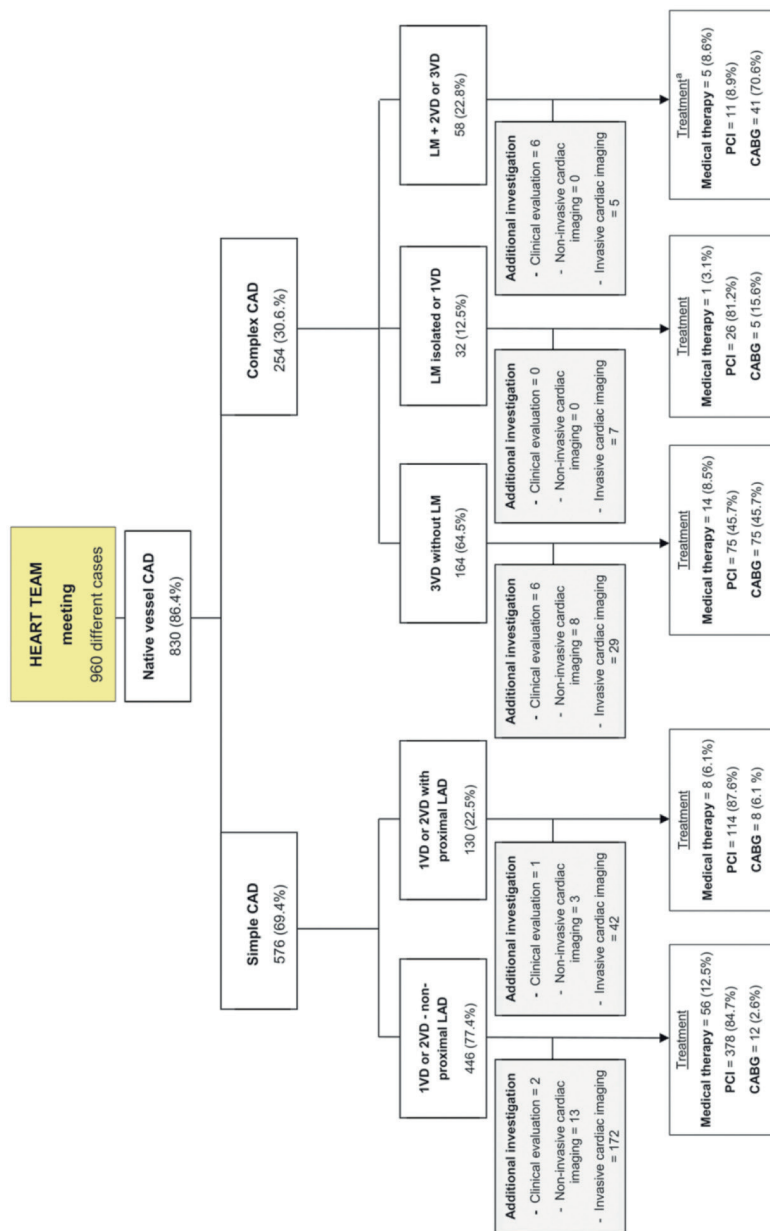 HEART TEAM
meeting
960 different cases
Native vessel CAD
830 (86.4%)
Simple CAD
576 (69.4%)
Complex CAD
254 (30.6.%)
1VD or 2VD - non-
proximal LAD
446 (77.4%)
1VD or 2VD with
proximal LAD
130 (22.5%)
3VD without LM
164 (64.5%)
LM isolated or 1VD
32 (12.5%)
LM + 2VD or 3VD
58 (22.8%)
Additional investigation
- Clinical evaluation = 2
- Non-invasive cardiac
imaging = 13
- Invasive cardiac imaging
= 172
Additional investigation
- Clinical evaluation = 1
- Non-invasive cardiac
imaging = 3
- Invasive cardiac imaging
= 42
Additional investigation
- Clinical evaluation = 6
- Non-invasive cardiac
imaging = 8
- Invasive cardiac imaging
= 29
Additional investigation
- Clinical evaluation = 0
- Non-invasive cardiac
imaging = 0
- Invasive cardiac imaging
= 7
Additional investigation
- Clinical evaluation = 6
- Non-invasive cardiac
imaging = 0
- Invasive cardiac imaging
= 5
Treatment
Medical therapy = 56 (12.5%)
PCI = 378 (84.7%)
CABG = 12 (2.6%)
Treatment
Medical therapy = 8 (6.1%)
PCI = 114 (87.6%)
CABG = 8 (6.1 %)
Treatment
Medical therapy = 14 (8.5%)
PCI = 75 (45.7%)
CABG = 75 (45.7%)
Treatment
Medical therapy = 1 (3.1%)
PCI = 26 (81.2%)
CABG = 5 (15.6%)
Treatmentª
Medical therapy = 5 (8.6%)
PCI = 11 (8.9%)
CABG = 41 (70.6%)